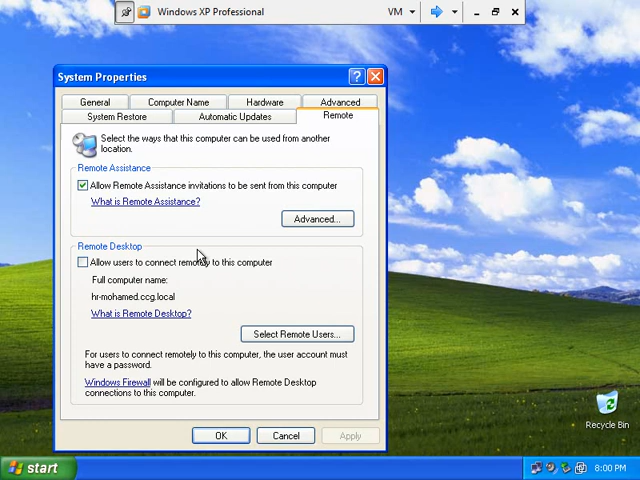 Windows XP Professional
VM
System Properties
General
Computer Name
Hardware
Advanced
System Restore
Automatic Updates
Remote
Select the ways that this computer can be used from another
location.
Remote Assistance
Allow Remote Assistance invitations to be sent from this computer
What is Remote Assistance?
Advanced...
Remote Desktop
Allow users to connect remotely to this computer
Full computer name:
hr-mohamed.ccg.local
What is Remote Desktop?
Select Remote Users...
For users to connect remotely to this computer, the user account must
have a password.
Windows Firewall will be configured to allow Remote Desktop
connections to this computer.
OK
Cancel
Apply
Recycle Bin
start
8:00 PM